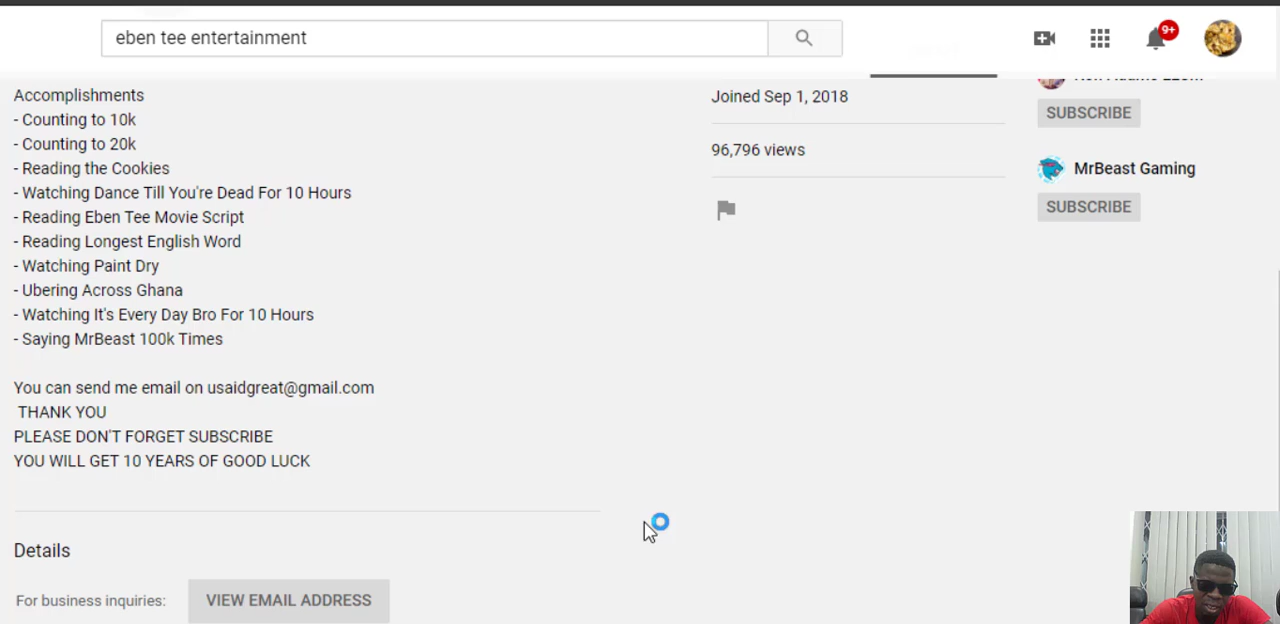 eben tee entertainment
9+
Accomplishments
- Counting to 10k
- Counting to 20k
- Reading the Cookies
- Watching Dance Till You're Dead For 10 Hours
- Reading Eben Tee Movie Script
- Reading Longest English Word
- Watching Paint Dry
- Ubering Across Ghana
- Watching It's Every Day Bro For 10 Hours
- Saying MrBeast 100k Times
You can send me email on usaidgreat@gmail.com
THANK YOU
PLEASE DON'T FORGET SUBSCRIBE
YOU WILL GET 10 YEARS OF GOOD LUCK
Details
For business inquiries:
VIEW EMAIL ADDRESS
Joined Sep 1, 2018
96,796 views
SUBSCRIBE
MrBeast Gaming
SUBSCRIBE